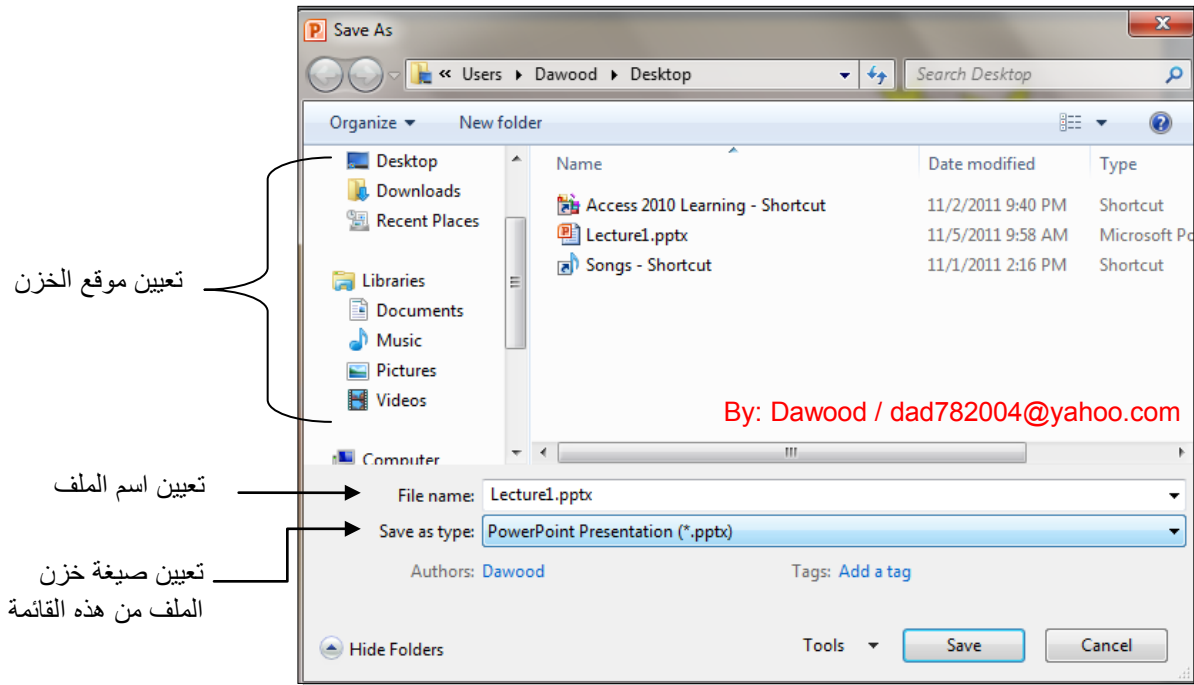 Save As
« Users ▸ Dawood ▸ Desktop
Search Desktop
Organize
New folder
Desktop
Downloads
Recent Places
Libraries
Documents
Music
Pictures
Videos
Computer
Name Date modified Type
Access 2010 Learning - Shortcut 11/2/2011 9:40 PM Shortcut
Lecture1.pptx 11/5/2011 9:58 AM Microsoft Po
Songs - Shortcut 11/1/2011 2:16 PM Shortcut
By: Dawood / dad782004@yahoo.com
تعيين موقع الخزن
تعيين اسم الملف
File name: Lecture1.pptx
Save as type: PowerPoint Presentation (*.pptx)
تعيين صيغة خزن
الملف من هذه القائمة
Authors: Dawood Tags: Add a tag
Hide Folders Tools Save Cancel